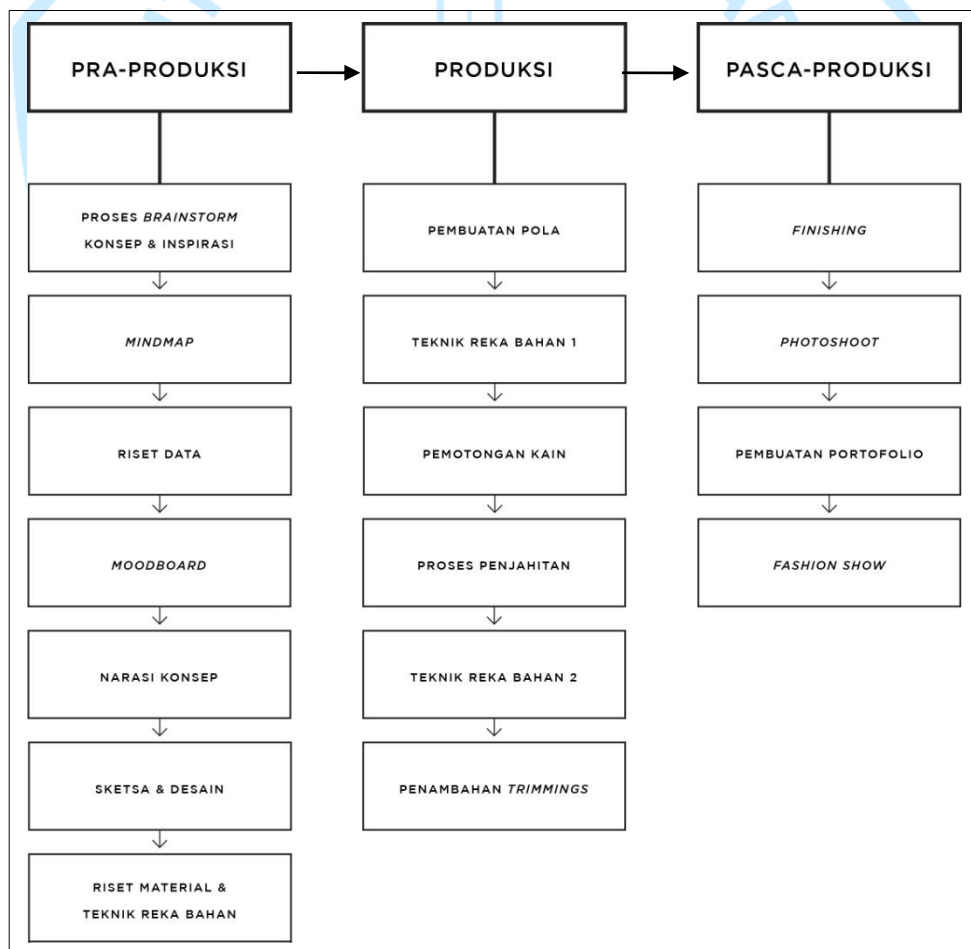 PRA-PRODUKSI
PROSES BRAINSTORM
KONSEP & INSPIRASI
MINDMAP
RISET DATA
MOODBOARD
NARASI KONSEP
SKETSA & DESAIN
RISET MATERIAL &
TEKNIK REKA BAHAN
PRODUKSI
PEMBUATAN POLA
TEKNIK REKA BAHAN 1
PEMOTONGAN KAIN
PROSES PENJAHITAN
TEKNIK REKA BAHAN 2
PENAMBAHAN TRIMMINGS
PASCA-PRODUKSI
FINISHING
PHOTOSHOOT
PEMBUATAN PORTOFOLIO
FASHION SHOW